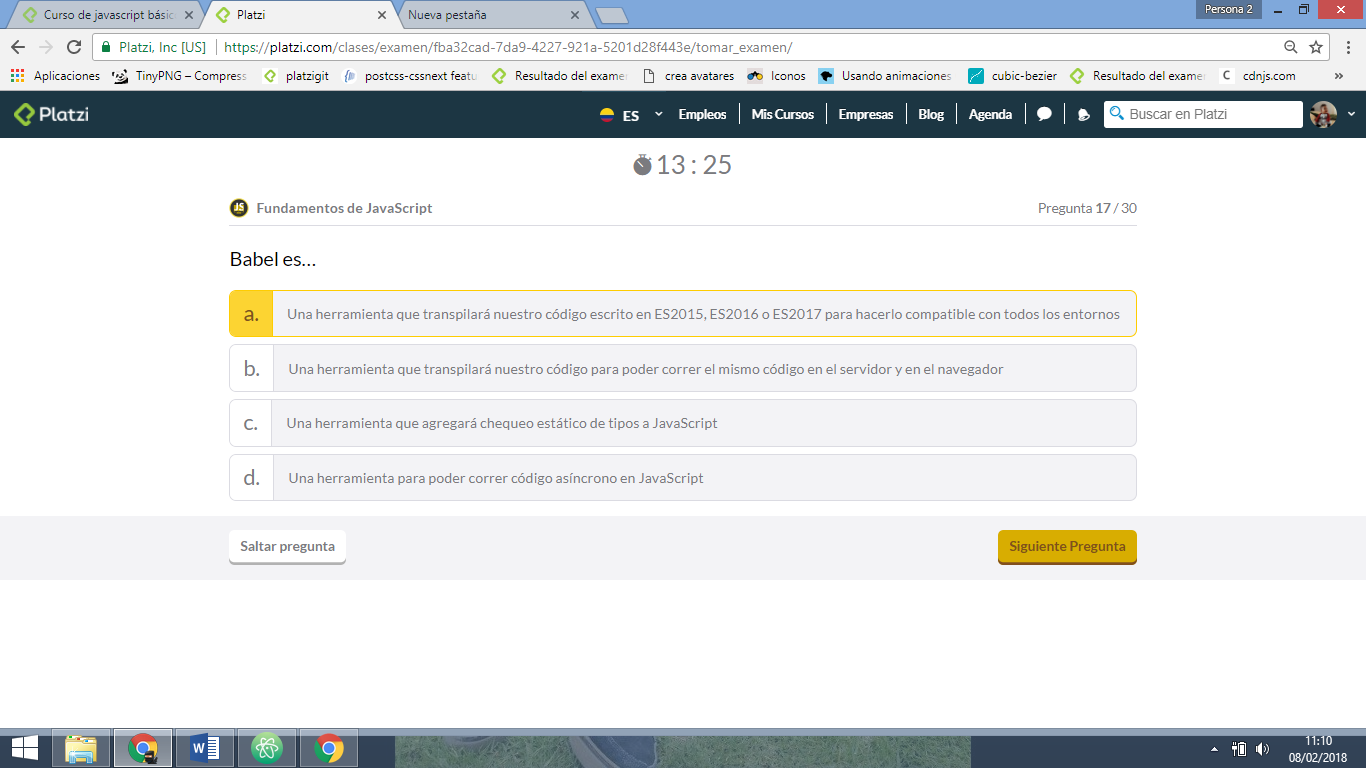 Curso de javascript básic
Platzi
Nueva pestaña
Persona 2
Platzi, Inc [US]
https://platzi.com/clases/examen/fba32cad-7da9-4227-921a-5201d28f443e/tomar_examen/
Aplicaciones
TinyPNG – Compress
platzigit
postcss-cssnext featu
Resultado del exame
crea avatares
Iconos
Usando animaciones
cubic-bezier
Resultado del exame
cdnjs.com
»
Platzi
ES
Empleos
Mis Cursos
Empresas
Blog
Agenda
Buscar en Platzi
13 : 25
JS
Fundamentos de JavaScript
Pregunta 17 / 30
Babel es...
a. Una herramienta que transpilará nuestro código escrito en ES2015, ES2016 o ES2017 para hacerlo compatible con todos los entornos
b. Una herramienta que transpilará nuestro código para poder correr el mismo código en el servidor y en el navegador
c. Una herramienta que agregará chequeo estático de tipos a JavaScript
d. Una herramienta para poder correr código asíncrono en JavaScript
Saltar pregunta
Siguiente Pregunta
11:10
08/02/2018